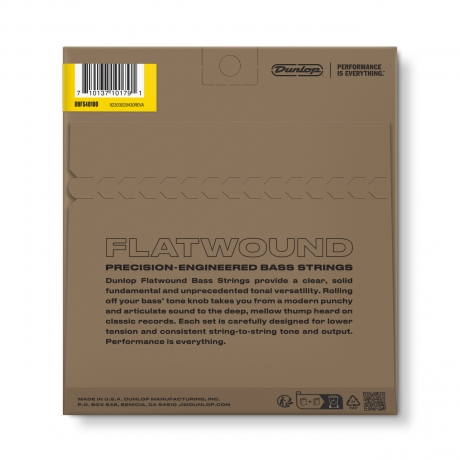 Dunlop
PERFORMANCE
IS EVERYTHING.™
7 10137 10179 1
DBFS40100
92303029430REVA
FLATWOUND
PRECISION-ENGINEERED BASS STRINGS
Dunlop Flatwound Bass Strings provide a clear, solid
fundamental and unprecedented tonal versatility. Rolling
off your bass' tone knob takes you from a modern punchy
and articulate sound to the deep, mellow thump heard on
classic records. Each set is carefully designed for lower
tension and consistent string-to-string tone and output.
Performance is everything.
MADE IN U.S.A. DUNLOP MANUFACTURING, INC.
P.O. BOX 846, BENICIA, CA 94510 JIMDUNLOP.COM